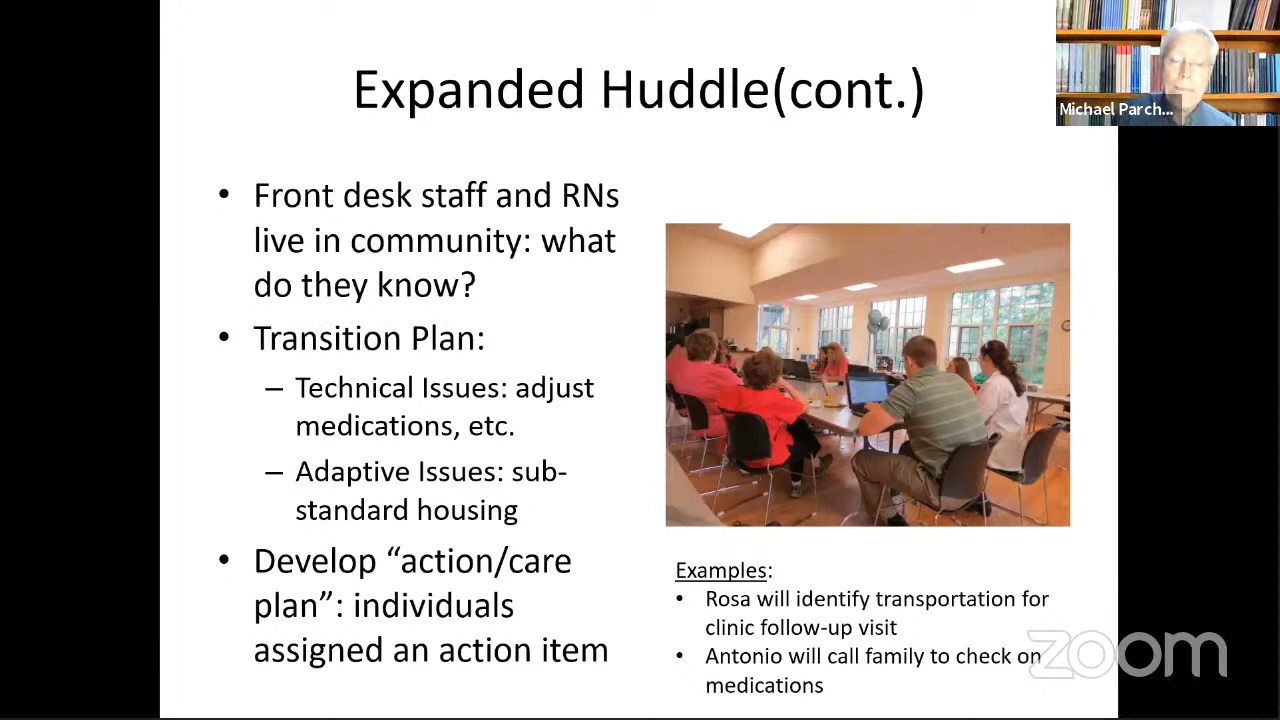 Expanded Huddle(cont.)
Michael Parch...
• Front desk staff and RNs
live in community: what
do they know?
• Transition Plan:
– Technical Issues: adjust
medications, etc.
– Adaptive Issues: sub-
standard housing
• Develop “action/care
plan”: individuals
assigned an action item
Examples:
• Rosa will identify transportation for
clinic follow-up visit
• Antonio will call family to check on
medications
zoom